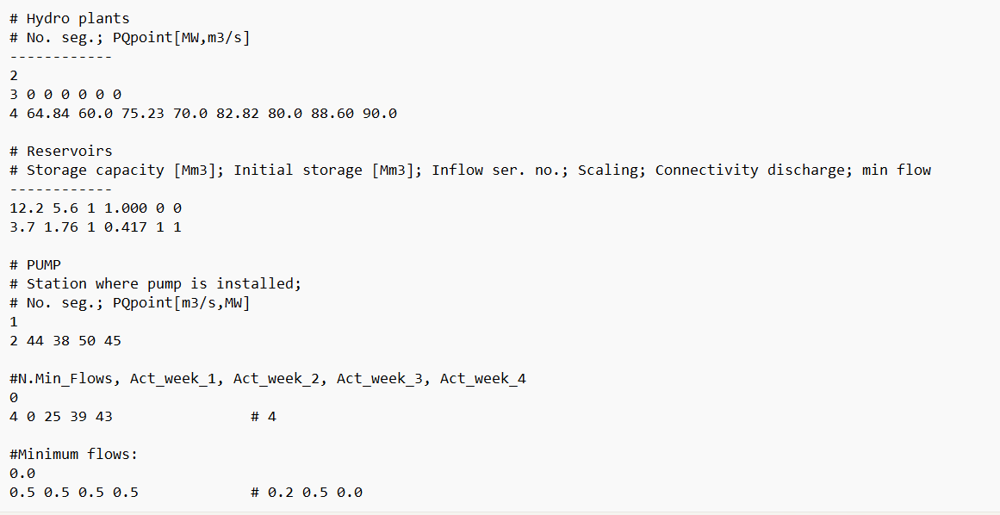 # Hydro plants
# No. seg.; PQpoint[MW,m3/s]
------------
2
3 0 0 0 0 0 0
4 64.84 60.0 75.23 70.0 82.82 80.0 88.60 90.0
# Reservoirs
# Storage capacity [Mm3]; Initial storage [Mm3]; Inflow ser. no.; Scaling; Connectivity discharge; min flow
------------
12.2 5.6 1 1.000 0 0
3.7 1.76 1 0.417 1 1
# PUMP
# Station where pump is installed;
# No. seg.; PQpoint[m3/s,MW]
1
2 44 38 50 45
#N.Min_Flows, Act_week_1, Act_week_2, Act_week_3, Act_week_4
0
4 0 25 39 43                # 4
#Minimum flows:
0.0
0.5 0.5 0.5 0.5             # 0.2 0.5 0.0